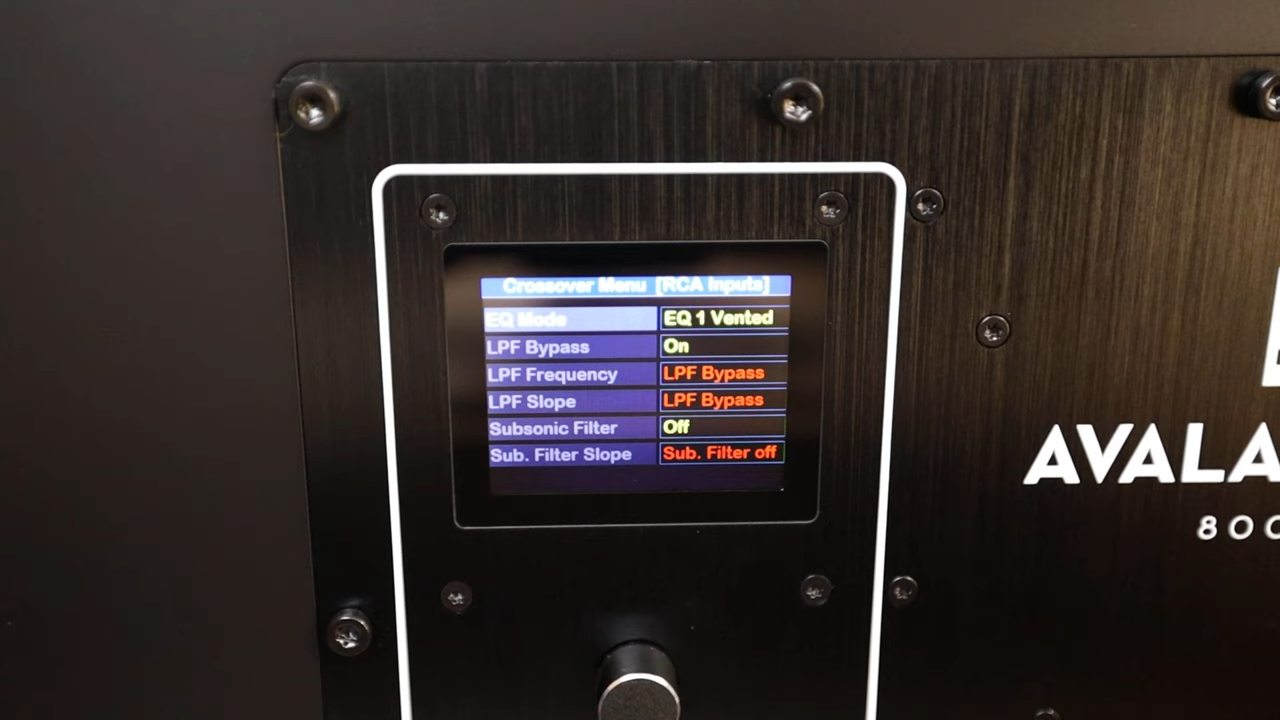 Crossover Menu [RCA Inputs]
EQ Mode EQ 1 Vented
LPF Bypass On
LPF Frequency LPF Bypass
LPF Slope LPF Bypass
Subsonic Filter Off
Sub. Filter Slope Sub. Filter off
AVALA
800